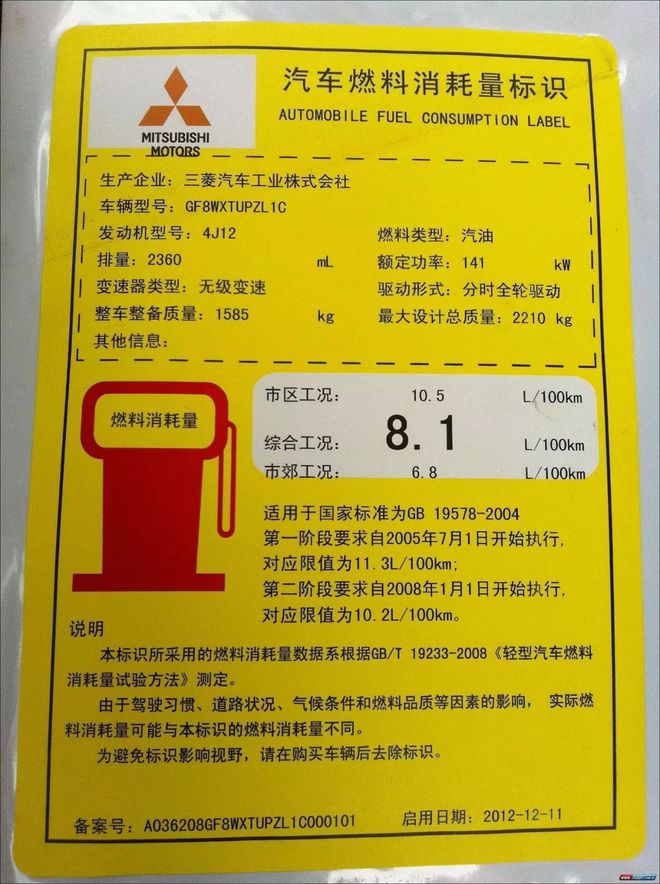 MITSUBISHI
MOTORS
汽车燃料消耗量标识
AUTOMOBILE FUEL CONSUMPTION LABEL
生产企业：三菱汽车工业株式会社
车辆型号：GF8WXTUPZL1C
发动机型号：4J12 燃料类型：汽油
排量：2360 mL 额定功率：141 kW
变速器类型：无级变速 驱动形式：分时全轮驱动
整车整备质量：1585 kg 最大设计总质量：2210 kg
其他信息：
燃料消耗量
市区工况： 10.5 L/100km
综合工况： 8.1 L/100km
市郊工况： 6.8 L/100km
适用于国家标准为GB 19578-2004
第一阶段要求自2005年7月1日开始执行，
对应限值为11.3L/100km；
第二阶段要求自2008年1月1日开始执行，
对应限值为10.2L/100km。
说明
本标识所采用的燃料消耗量数据系根据GB/T 19233-2008《轻型汽车燃料
消耗量试验方法》测定。
由于驾驶习惯、道路状况、气候条件和燃料品质等因素的影响， 实际燃
料消耗量可能与本标识的燃料消耗量不同。
为避免标识影响视野，请在购买车辆后去除标识。
备案号：A036208GF8WXTUPZL1C000101 启用日期：2012-12-11